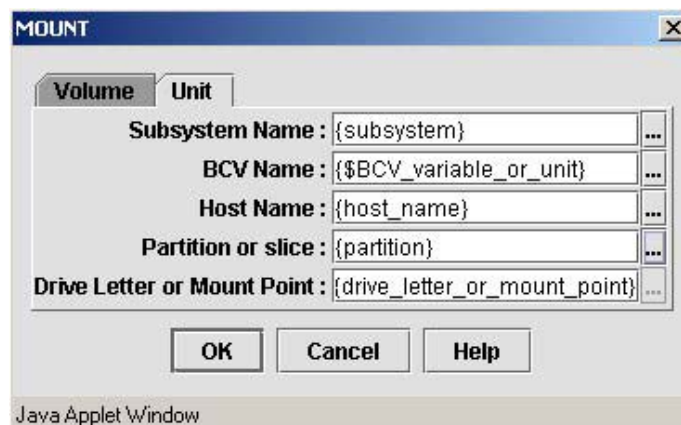 MOUNT
Volume Unit
Subsystem Name : {subsystem} ...
BCV Name : {$BCV_variable_or_unit} ...
Host Name : {host_name} ...
Partition or slice : {partition} ...
Drive Letter or Mount Point : {drive_letter_or_mount_point} ...
OK Cancel Help
Java Applet Window